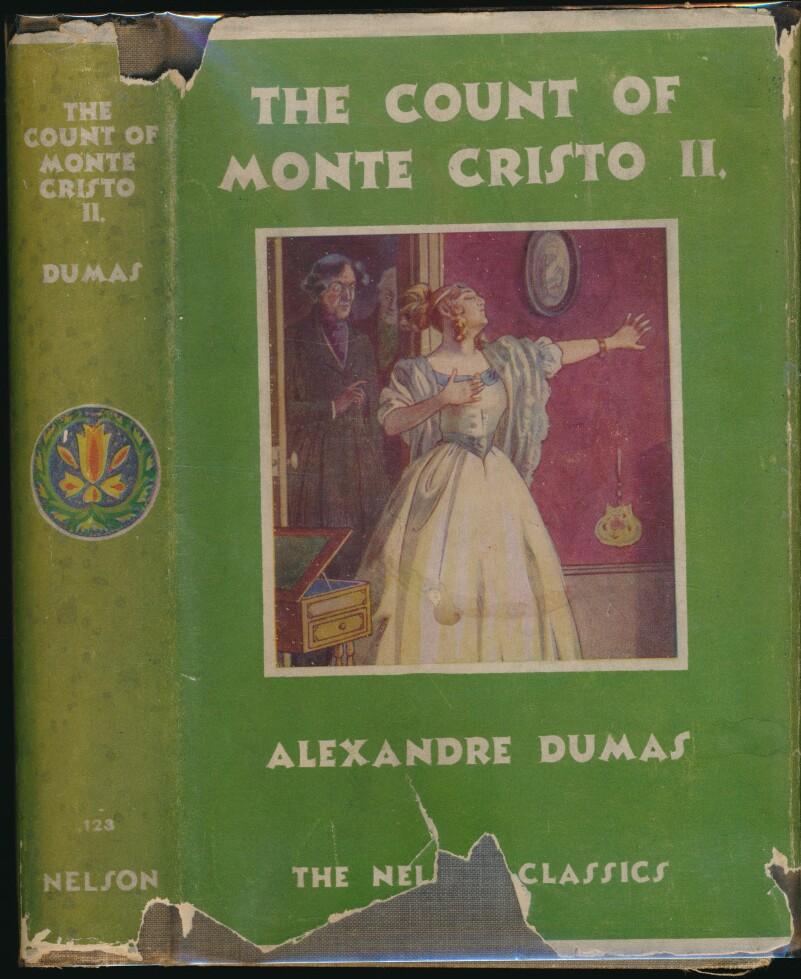 THE
COUNT OF
MONTE
CRISTO
II.
DUMAS
123
NELSON
THE COUNT OF
MONTE CRISTO II.
ALEXANDRE DUMAS
THE NEL CLASSICS